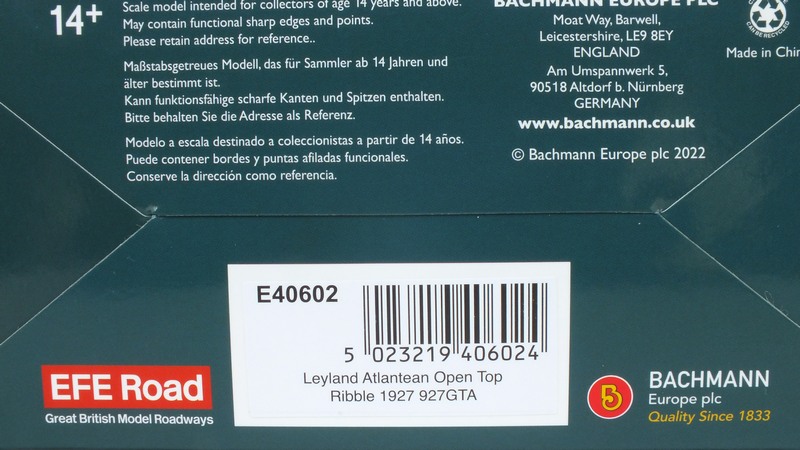 14+
Scale model intended for collectors of age 14 years and above.
May contain functional sharp edges and points.
Please retain address for reference..
Maßstabsgetreues Modell, das für Sammler ab 14 Jahren und
älter bestimmt ist.
Kann funktionsfähige scharfe Kanten und Spitzen enthalten.
Bitte behalten Sie die Adresse als Referenz.
Modelo a escala destinado a coleccionistas a partir de 14 años.
Puede contener bordes y puntas afiladas funcionales.
Conserve la dirección como referencia.
BACHMANN EUROPE PLC
Moat Way, Barwell,
Leicestershire, LE9 8EY
ENGLAND
Am Umspannwerk 5,
90518 Altdorf b. Nürnberg
GERMANY
www.bachmann.co.uk
© Bachmann Europe plc 2022
CAN BE RECYCLED
Made in Chin
E40602
5 023219 406024
Leyland Atlantean Open Top
Ribble 1927 927GTA
EFE Road
Great British Model Roadways
BACHMANN
Europe plc
Quality Since 1833